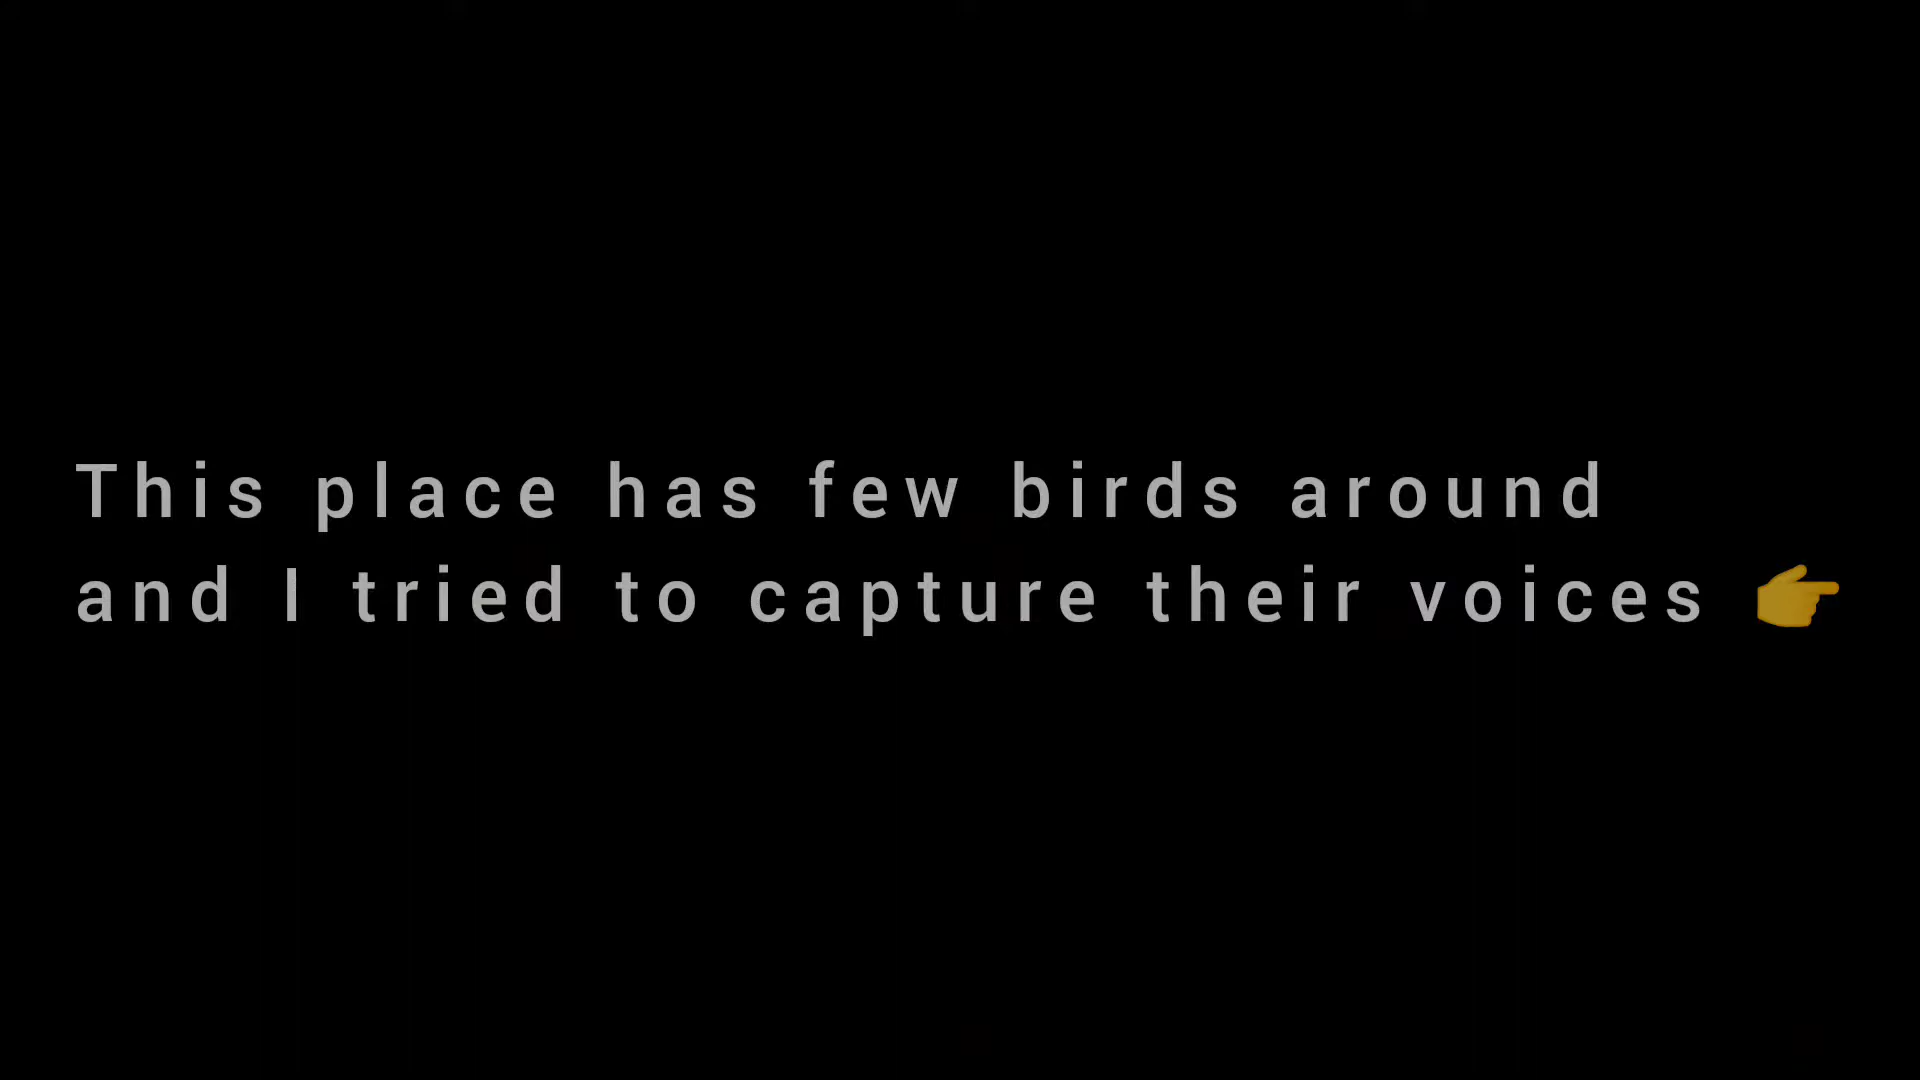 This place has few birds around
and I tried to capture their voices 👉